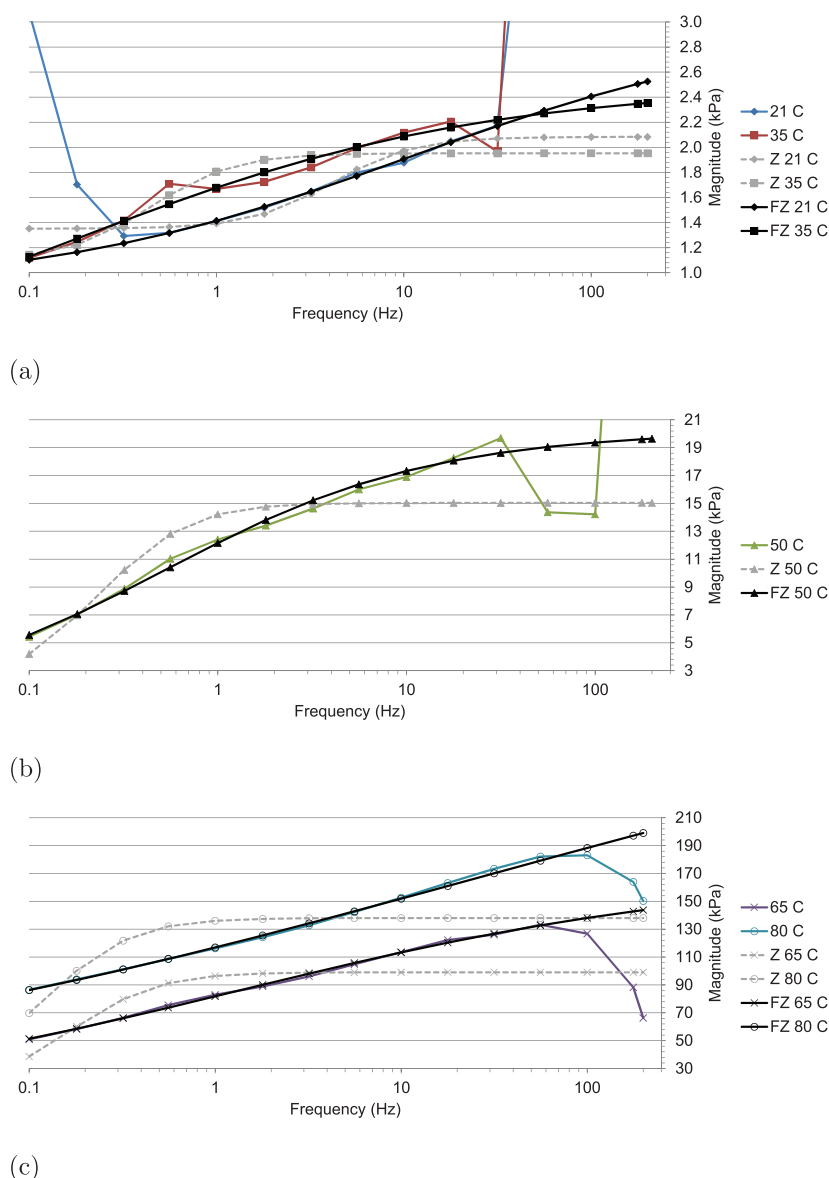 3.0
2.8
2.6
2.4
2.2
2.0
1.8
1.6
1.4
1.2
1.0
Magnitude (kPa)
0.1 1 10 100
Frequency (Hz)
21 C
35 C
Z 21 C
Z 35 C
FZ 21 C
FZ 35 C
(a)
21
19
17
15
13
11
9
7
5
3
Magnitude (kPa)
0.1 1 10 100
Frequency (Hz)
50 C
Z 50 C
FZ 50 C
(b)
210
190
170
150
130
110
90
70
50
30
Magnitude (kPa)
0.1 1 10 100
Frequency (Hz)
65 C
80 C
Z 65 C
Z 80 C
FZ 65 C
FZ 80 C
(c)